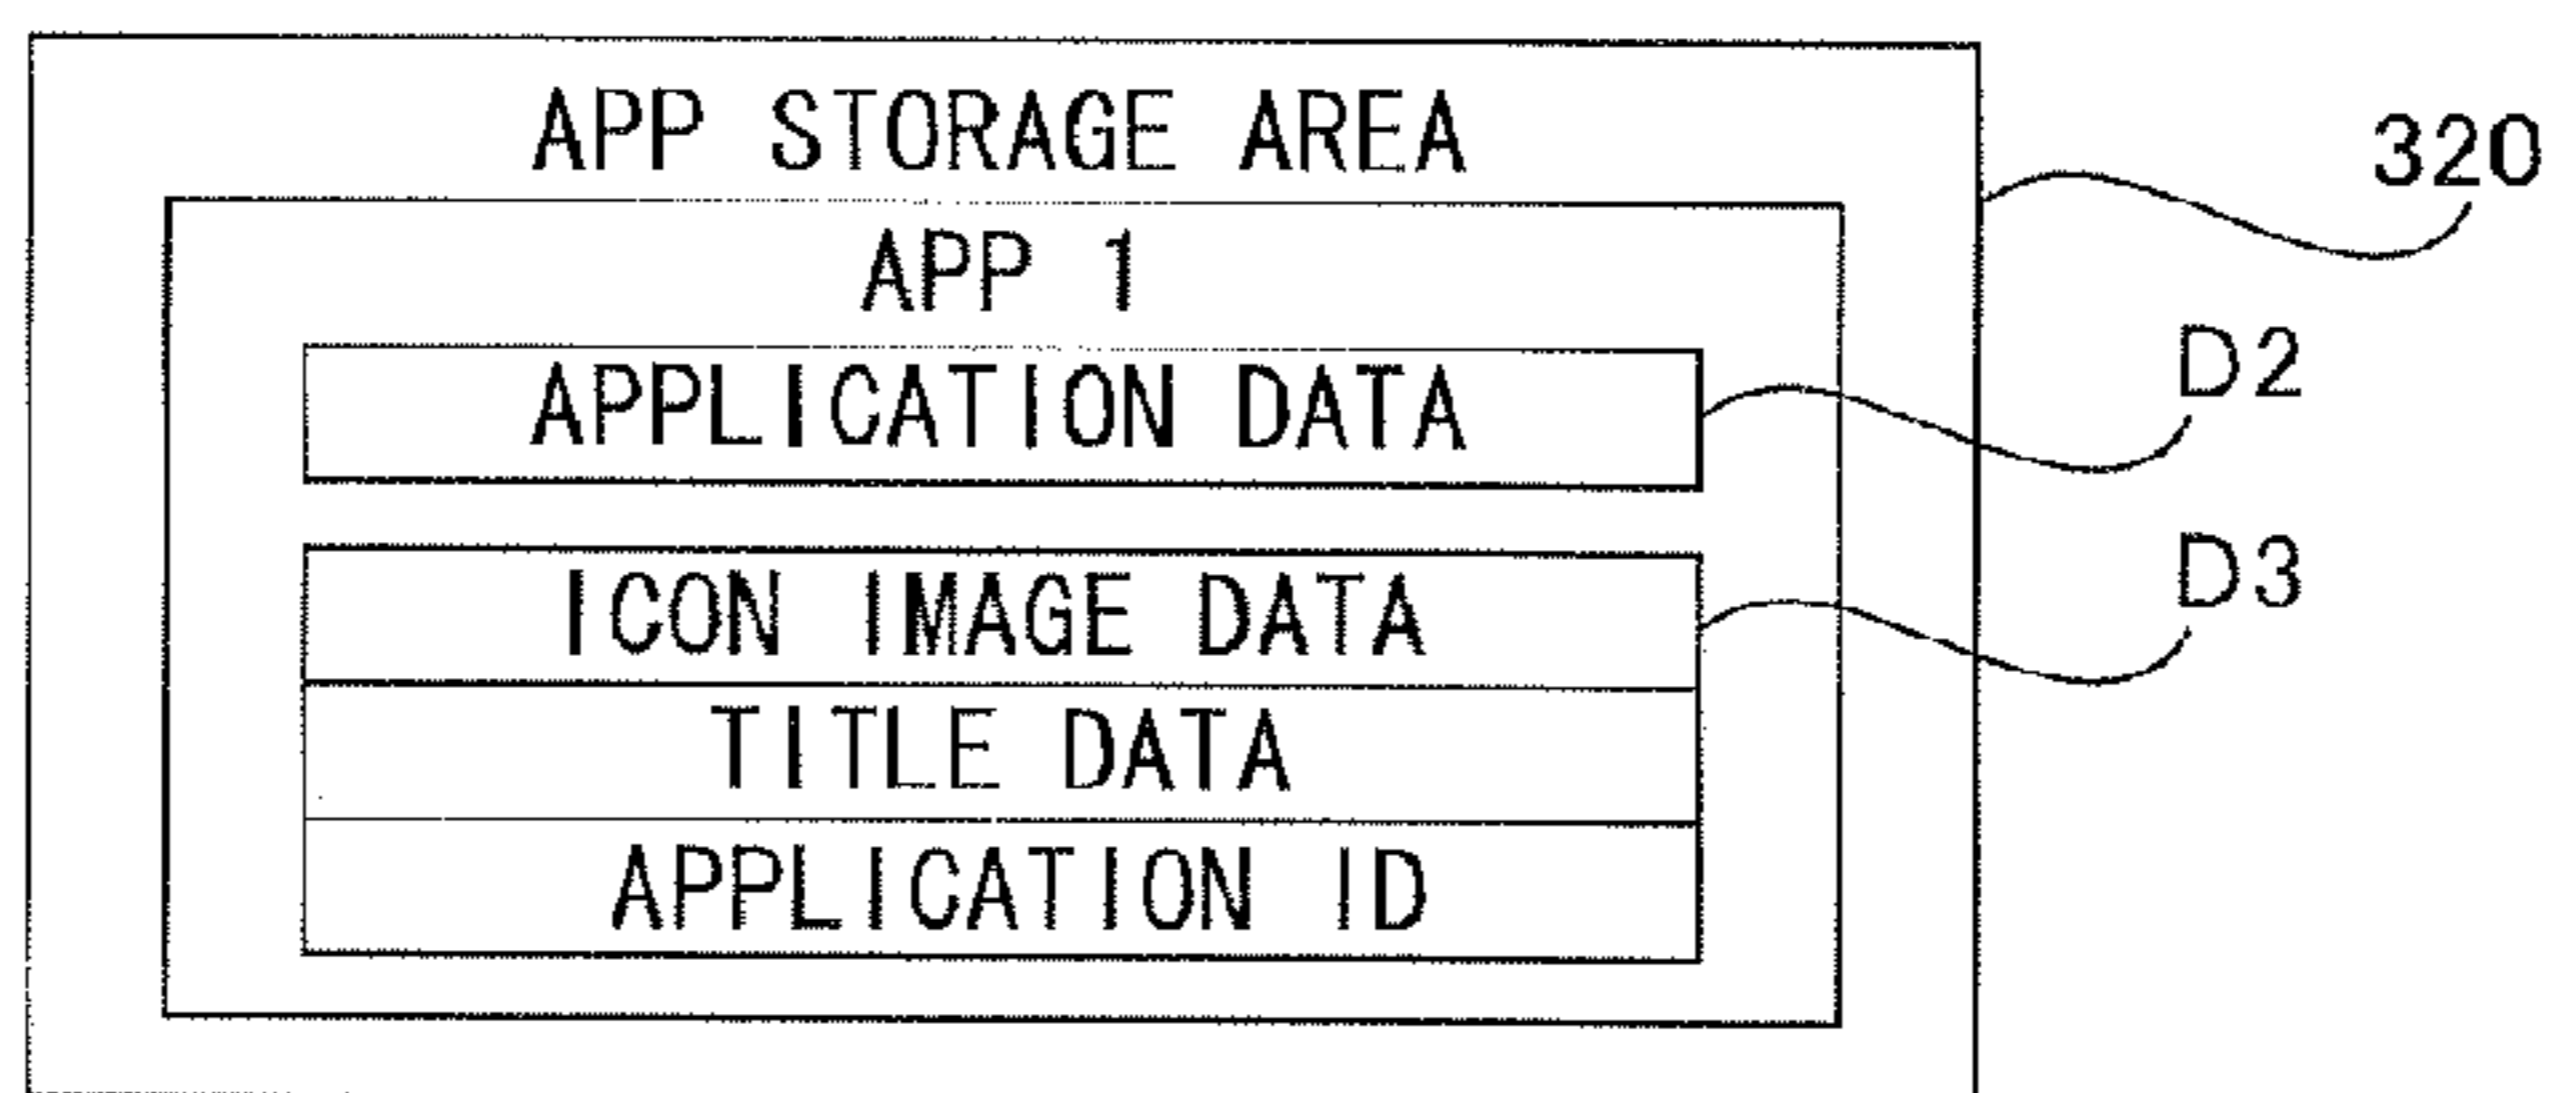 APP STORAGE AREA
320
APP 1
APPLICATION DATA
D2
ICON IMAGE DATA
D3
TITLE DATA
APPLICATION ID